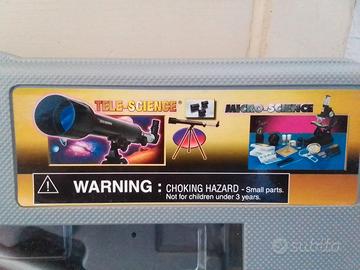 TELE-SCIENCE®
MICRO-SCIENCE
WARNING : CHOKING HAZARD - Small parts.
Not for children under 3 years.
subito